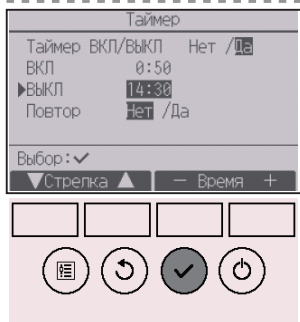 Таймер
Таймер ВКЛ/ВЫКЛ Нет / Да
ВКЛ 0:50
▶ВЫКЛ 14:30
Повтор Нет / Да
Выбор:✓
▼Стрелка▲ − Время +